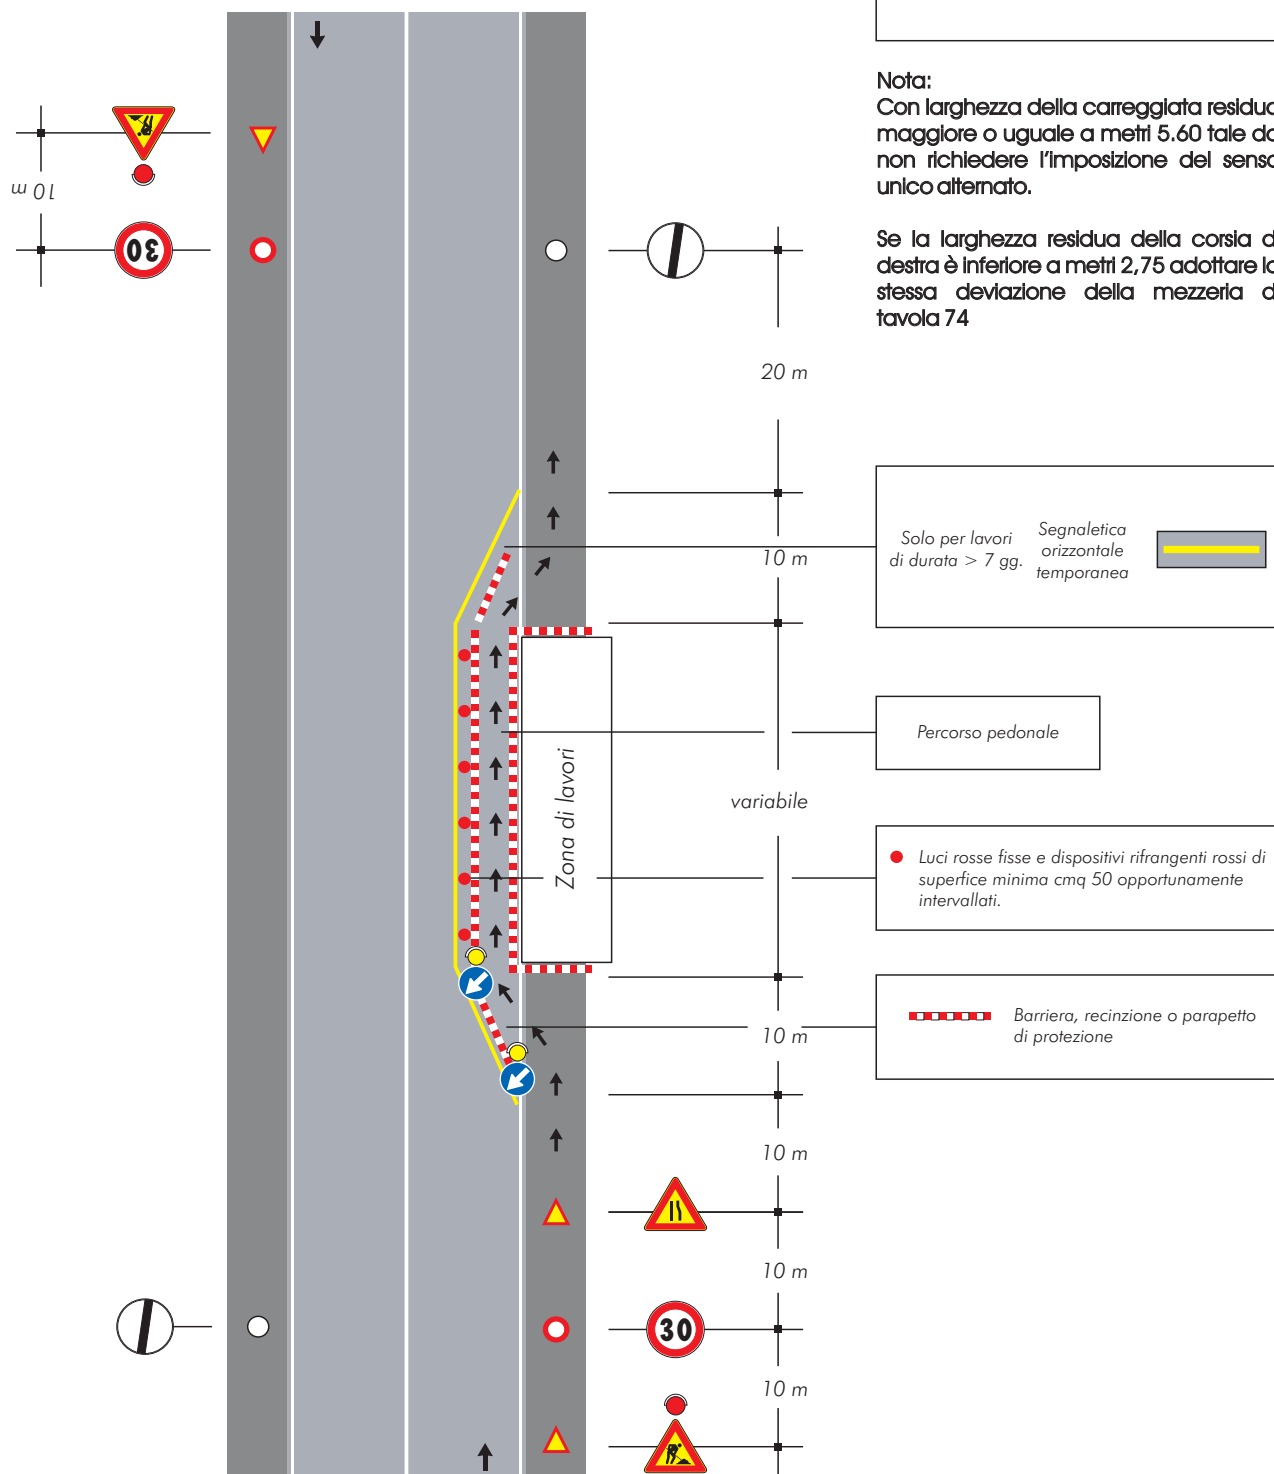 Nota:
Con larghezza della carreggiata residua
maggiore o uguale a metri 5.60 tale da
non richiedere l'imposizione del senso
unico alternato.
Se la larghezza residua della corsia di
destra è inferiore a metri 2,75 adottare la
stessa deviazione della mezzeria di
tavola 74
10 m
30
20 m
10 m
Solo per lavori
di durata > 7 gg.
Segnaletica
orizzontale
temporanea
Percorso pedonale
Zona di lavori
variabile
Luci rosse fisse e dispositivi rifrangenti rossi di
superfice minima cmq 50 opportunamente
intervallati.
Barriera, recinzione o parapetto
di protezione
10 m
10 m
10 m
30
10 m